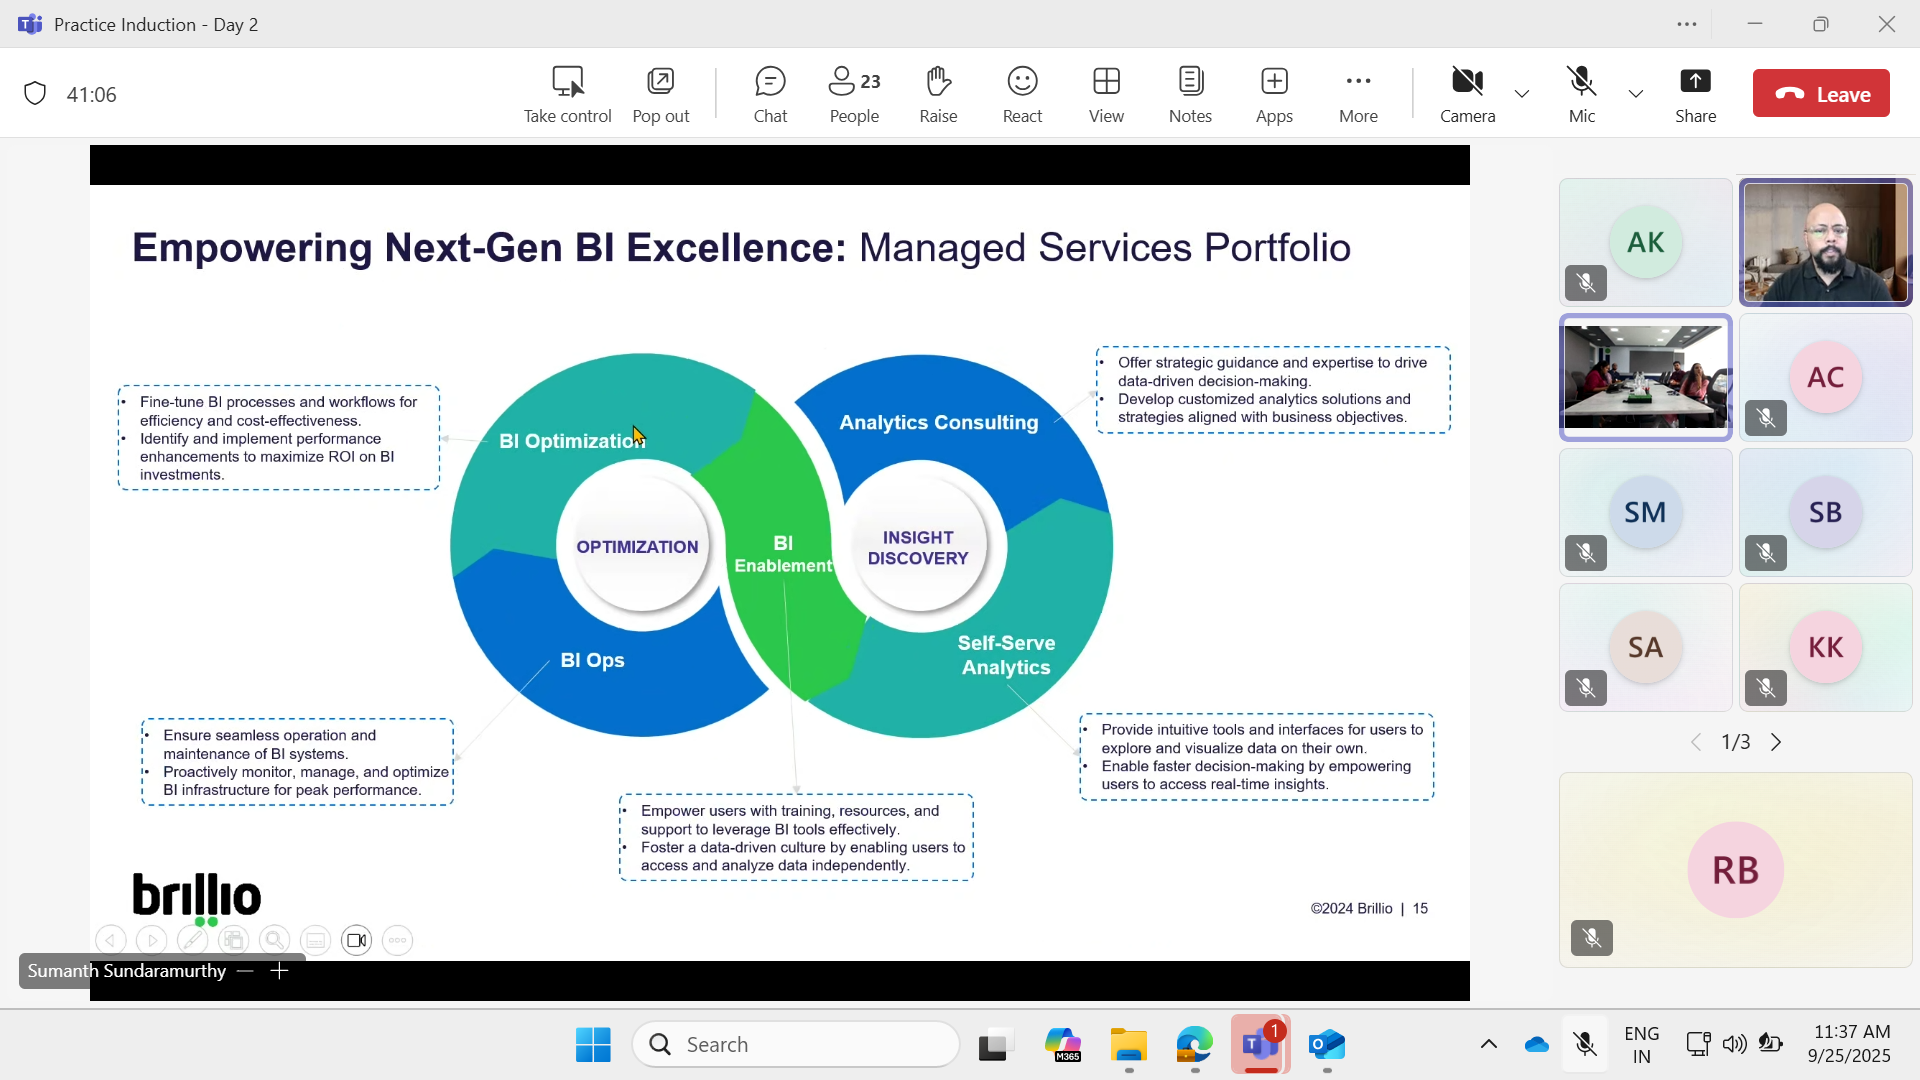 Practice Induction - Day 2
41:06
Take control
Pop out
Chat
23
People
Raise
React
View
Notes
Apps
More
Camera
Mic
Share
Leave
Empowering Next-Gen BI Excellence: Managed Services Portfolio
• Fine-tune BI processes and workflows for
efficiency and cost-effectiveness.
• Identify and implement performance
enhancements to maximize ROI on BI
investments.
BI Optimization
OPTIMIZATION
BI Ops
BI
Enablement
Analytics Consulting
INSIGHT
DISCOVERY
Self-Serve
Analytics
• Offer strategic guidance and expertise to drive
data-driven decision-making.
• Develop customized analytics solutions and
strategies aligned with business objectives.
• Ensure seamless operation and
maintenance of BI systems.
• Proactively monitor, manage, and optimize
BI infrastructure for peak performance.
• Empower users with training, resources, and
support to leverage BI tools effectively.
• Foster a data-driven culture by enabling users to
access and analyze data independently.
• Provide intuitive tools and interfaces for users to
explore and visualize data on their own.
• Enable faster decision-making by empowering
users to access real-time insights.
brillio
©2024 Brillio | 15
Sumanth Sundaramurthy
AK
AC
SM
SB
SA
KK
1/3
RB
Search
M365
1
ENG
IN
11:37 AM
9/25/2025